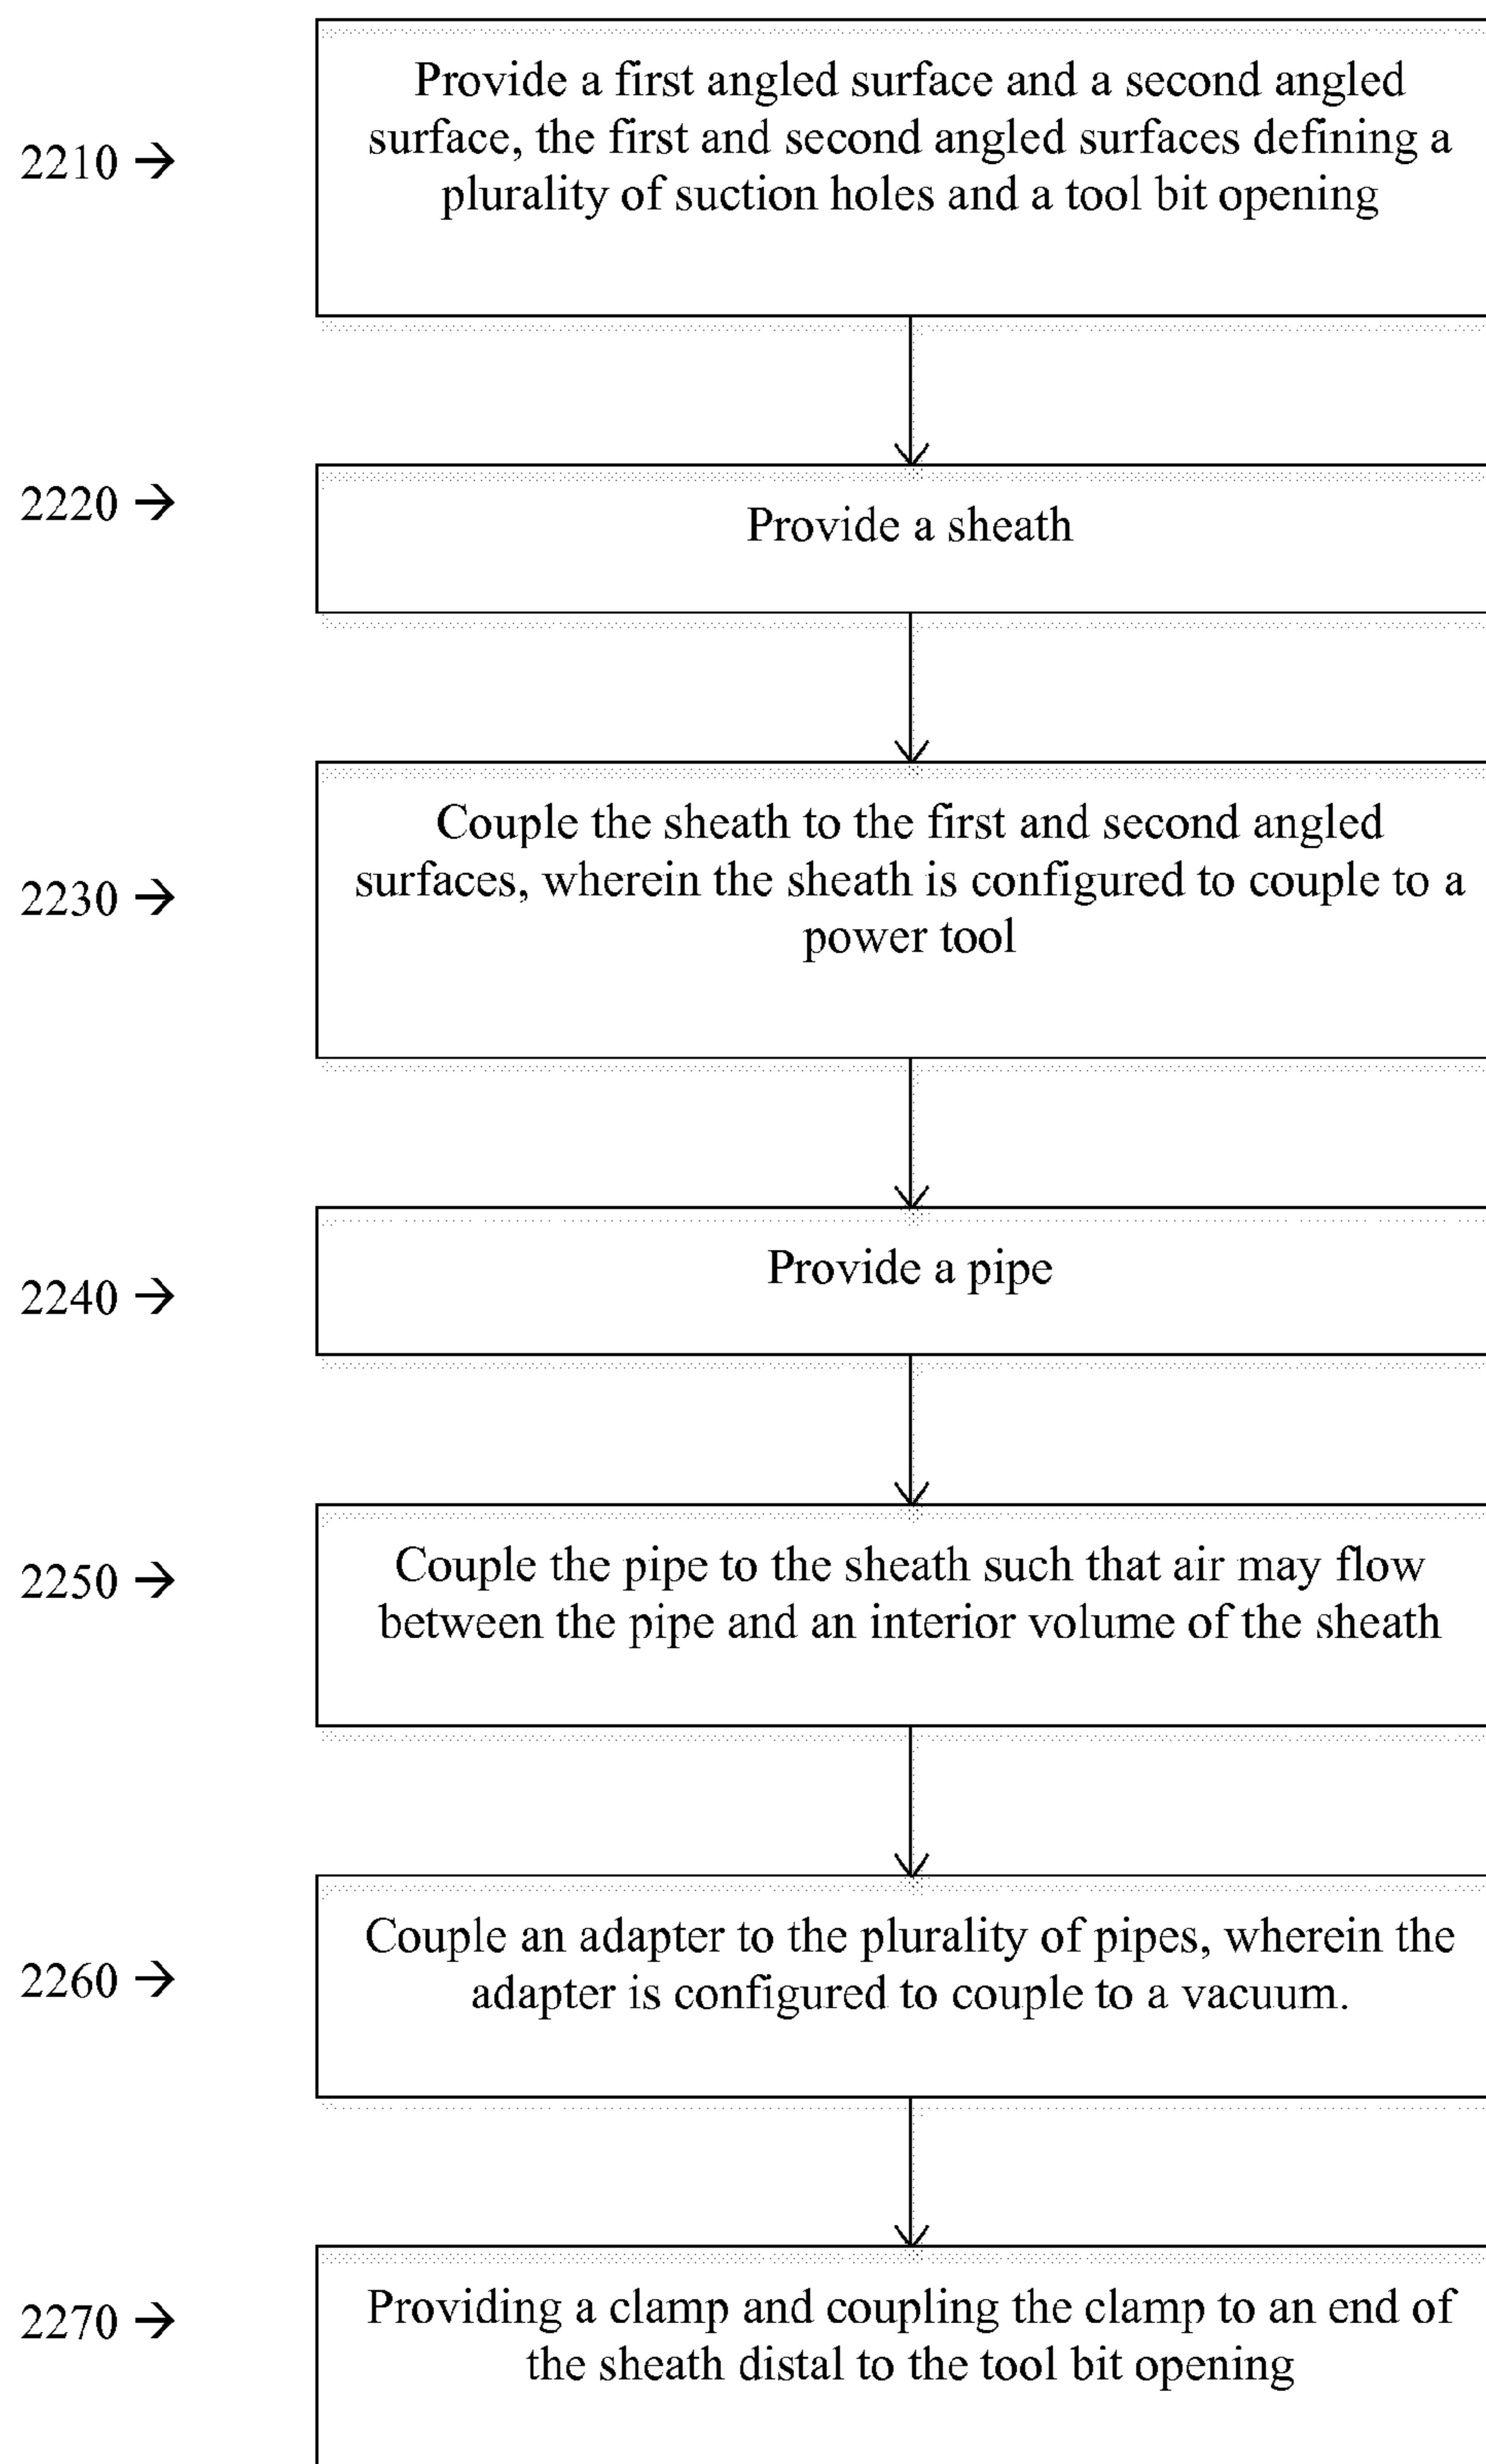 Provide a first angled surface and a second angled
2210 → surface, the first and second angled surfaces defining a
plurality of suction holes and a tool bit opening
2220 → Provide a sheath
Couple the sheath to the first and second angled
2230 → surfaces, wherein the sheath is configured to couple to a
power tool
2240 → Provide a pipe
2250 → Couple the pipe to the sheath such that air may flow
between the pipe and an interior volume of the sheath
2260 → Couple an adapter to the plurality of pipes, wherein the
adapter is configured to couple to a vacuum.
2270 → Providing a clamp and coupling the clamp to an end of
the sheath distal to the tool bit opening